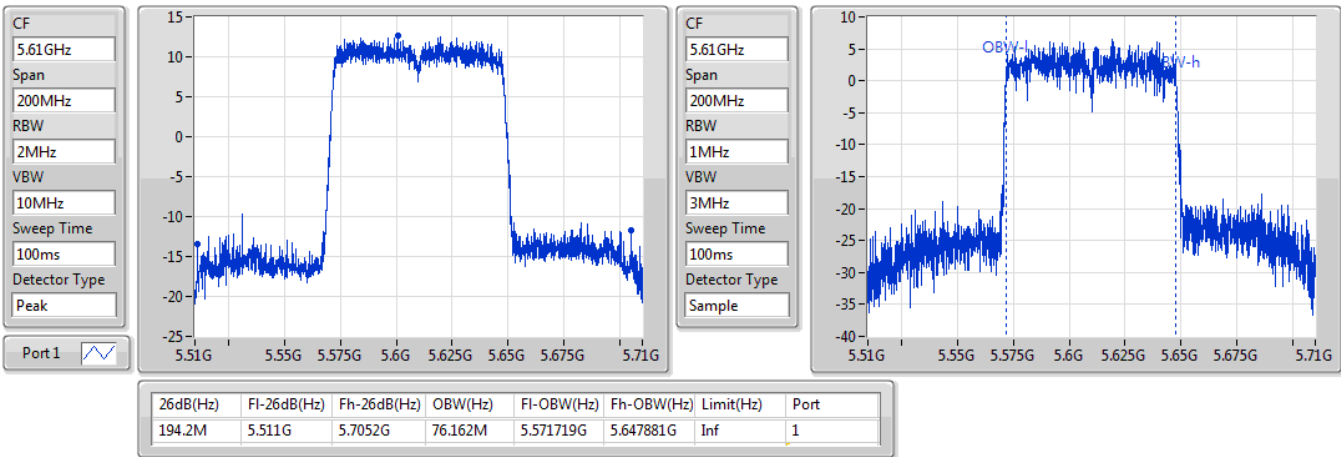 CF
5.61GHz
Span
200MHz
RBW
2MHz
VBW
10MHz
Sweep Time
100ms
Detector Type
Peak
Port 1
15
10
5
0
-5
-10
-15
-20
-25
5.51G 5.55G 5.575G 5.6G 5.625G 5.65G 5.675G 5.71G
CF
5.61GHz
Span
200MHz
RBW
1MHz
VBW
3MHz
Sweep Time
100ms
Detector Type
Sample
10
5
0
-5
-10
-15
-20
-25
-30
-35
-40
OBW-l
BW-h
5.51G 5.55G 5.575G 5.6G 5.625G 5.65G 5.675G 5.71G
26dB(Hz) Fl-26dB(Hz) Fh-26dB(Hz) OBW(Hz) Fl-OBW(Hz) Fh-OBW(Hz) Limit(Hz) Port
194.2M 5.511G 5.7052G 76.162M 5.571719G 5.647881G Inf 1